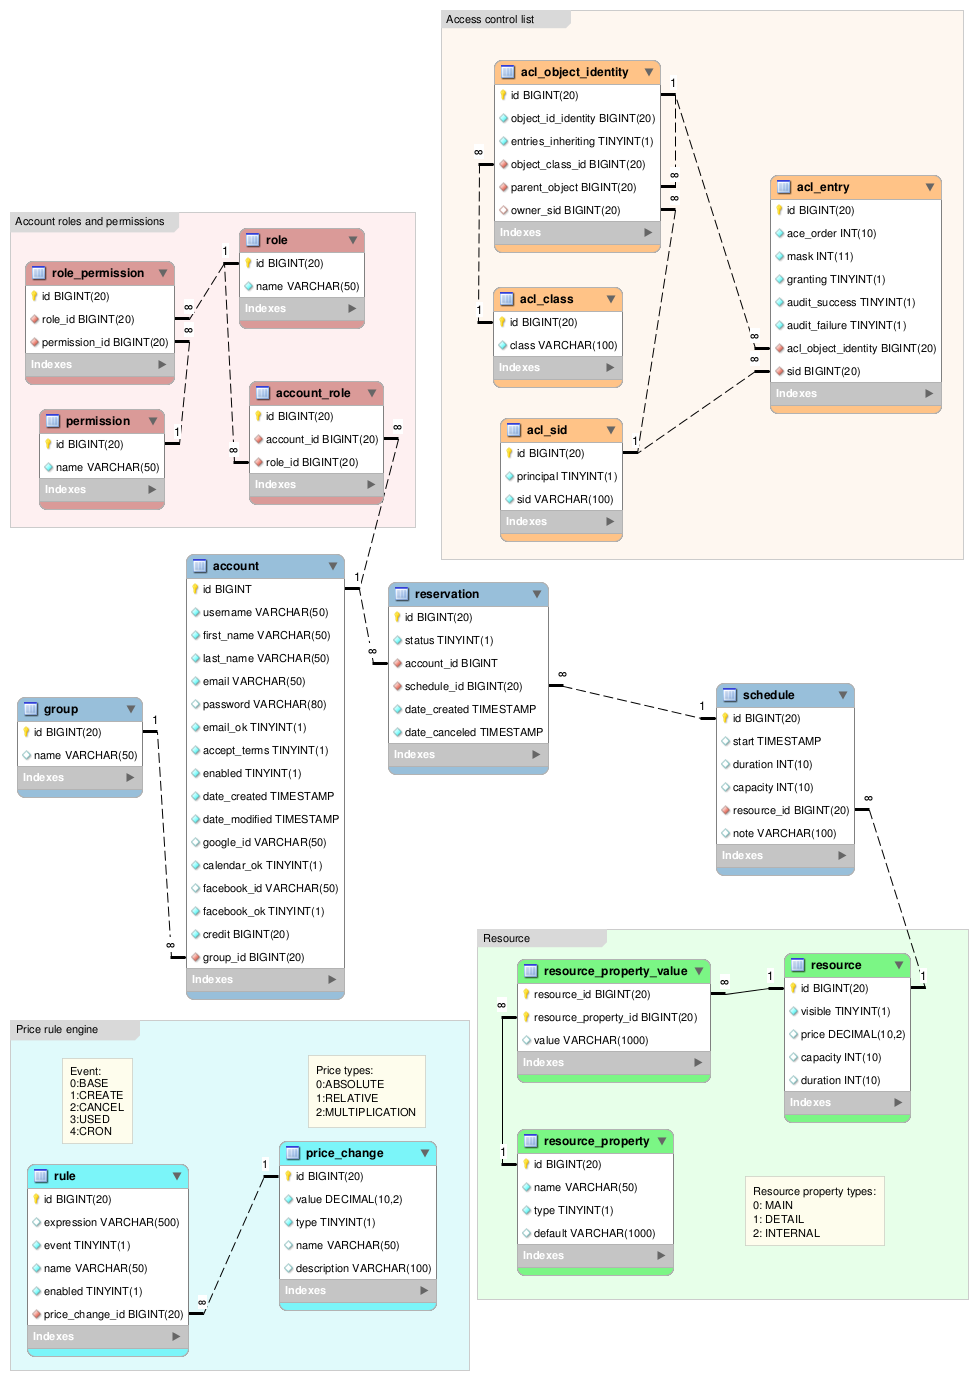 Access control list
acl_object_identity
1
id BIGINT(20)
object_id_identity BIGINT(20)
entries_inheriting TINYINT(1)
∞
object_class_id BIGINT(20)
∞
parent_object BIGINT(20)
∞
owner_sid BIGINT(20)
Indexes
acl_entry
id BIGINT(20)
ace_order INT(10)
mask INT(11)
granting TINYINT(1)
audit_success TINYINT(1)
audit_failure TINYINT(1)
∞
acl_object_identity BIGINT(20)
∞
sid BIGINT(20)
Indexes
acl_class
1
id BIGINT(20)
class VARCHAR(100)
Indexes
acl_sid
1
id BIGINT(20)
principal TINYINT(1)
sid VARCHAR(100)
Indexes
Account roles and permissions
role
1
id BIGINT(20)
name VARCHAR(50)
Indexes
role_permission
id BIGINT(20)
∞
role_id BIGINT(20)
∞
permission_id BIGINT(20)
Indexes
permission
1
id BIGINT(20)
name VARCHAR(50)
Indexes
account_role
id BIGINT(20)
∞
account_id BIGINT(20)
∞
role_id BIGINT(20)
Indexes
account
1
id BIGINT
username VARCHAR(50)
first_name VARCHAR(50)
last_name VARCHAR(50)
email VARCHAR(50)
password VARCHAR(80)
email_ok TINYINT(1)
accept_terms TINYINT(1)
enabled TINYINT(1)
date_created TIMESTAMP
date_modified TIMESTAMP
google_id VARCHAR(50)
calendar_ok TINYINT(1)
facebook_id VARCHAR(50)
facebook_ok TINYINT(1)
credit BIGINT(20)
∞
group_id BIGINT(20)
Indexes
reservation
id BIGINT(20)
status TINYINT(1)
∞
account_id BIGINT
∞
schedule_id BIGINT(20)
date_created TIMESTAMP
date_canceled TIMESTAMP
Indexes
group
1
id BIGINT(20)
name VARCHAR(50)
Indexes
schedule
1
id BIGINT(20)
start TIMESTAMP
duration INT(10)
capacity INT(10)
∞
resource_id BIGINT(20)
note VARCHAR(100)
Indexes
Resource
resource_property_value
∞
resource_id BIGINT(20)
∞
resource_property_id BIGINT(20)
value VARCHAR(1000)
Indexes
resource
1
1
id BIGINT(20)
visible TINYINT(1)
price DECIMAL(10,2)
capacity INT(10)
duration INT(10)
Indexes
resource_property
1
id BIGINT(20)
name VARCHAR(50)
type TINYINT(1)
default VARCHAR(1000)
Indexes
Resource property types:
0: MAIN
1: DETAIL
2: INTERNAL
Price rule engine
Event:
0:BASE
1:CREATE
2:CANCEL
3:USED
4:CRON
Price types:
0:ABSOLUTE
1:RELATIVE
2:MULTIPLICATION
rule
id BIGINT(20)
expression VARCHAR(500)
event TINYINT(1)
name VARCHAR(50)
enabled TINYINT(1)
∞
price_change_id BIGINT(20)
Indexes
price_change
1
id BIGINT(20)
value DECIMAL(10,2)
type TINYINT(1)
name VARCHAR(50)
description VARCHAR(100)
Indexes